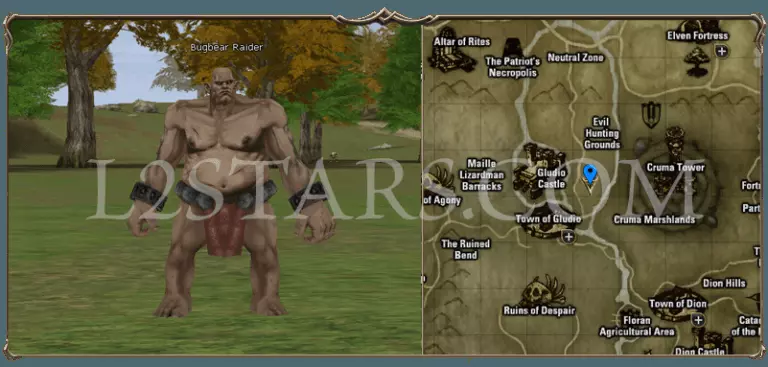 Bugbear Raider
L2STARS.COM
Altar of Rites
The Patriot's
Necropolis
Neutral Zone
Elven Fortress
Evil
Hunting
Grounds
Maille
Lizardman
Barracks
Gludio
Castle
Cruma Tower
of Agony
Town of Gludio
Cruma Marshlands
The Ruined
Bend
Dion Hills
Ruins of Despair
Town of Dion
Floran
Agricultural Area
of the
Dion Castle